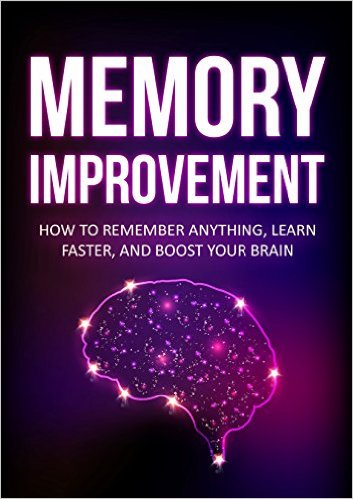 MEMORY
IMPROVEMENT
HOW TO REMEMBER ANYTHING, LEARN
FASTER, AND BOOST YOUR BRAIN